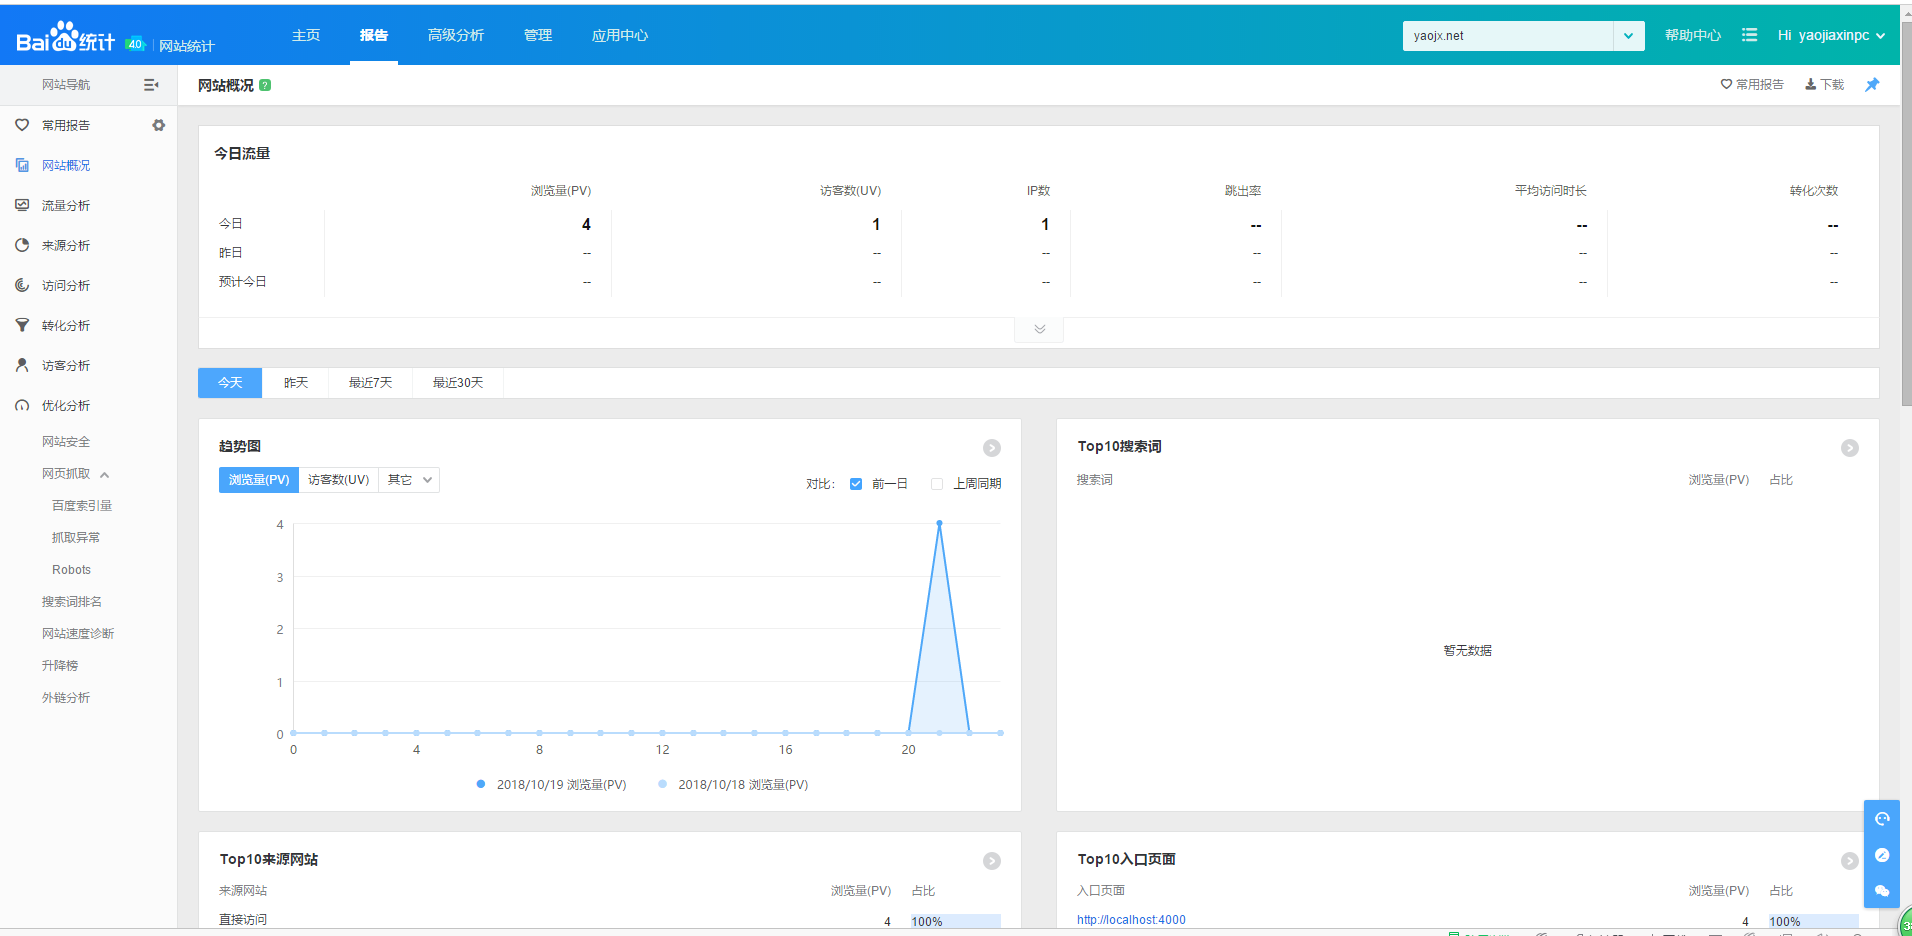 Bai du 统计 4.0 网站统计 主页 报告 高级分析 管理 应用中心 yaojx.net 帮助中心 Hi yaojiaxinpc
网站导航 网站概况 ? 常用报告 下载
常用报告
网站概况
流量分析
来源分析
访问分析
转化分析
访客分析
优化分析
网站安全
网页抓取
百度索引量
抓取异常
Robots
搜索词排名
网站速度诊断
升降榜
外链分析
今日流量
浏览量(PV) 访客数(UV) IP数 跳出率 平均访问时长 转化次数
今日 4 1 1 -- -- --
昨日 -- -- -- -- -- --
预计今日 -- -- -- -- -- --
今天 昨天 最近7天 最近30天
趋势图
浏览量(PV) 访客数(UV) 其它 对比: 前一日 上周同期
4
3
2
1
0
0 4 8 12 16 20
2018/10/19 浏览量(PV) 2018/10/18 浏览量(PV)
Top10搜索词
搜索词 浏览量(PV) 占比
暂无数据
Top10来源网站
来源网站 浏览量(PV) 占比
直接访问 4 100%
Top10入口页面
入口页面 浏览量(PV) 占比
http://localhost:4000 4 100%